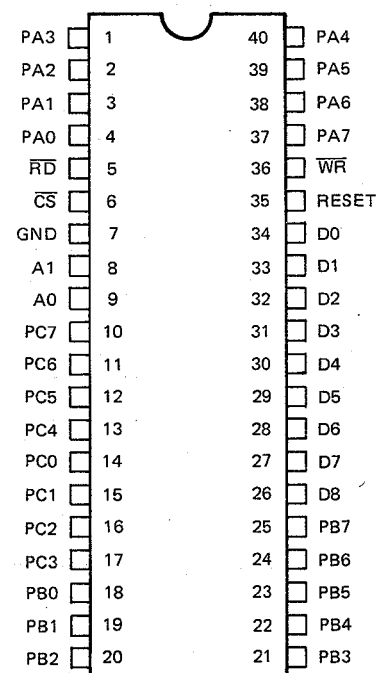 PA3 1 40 PA4
PA2 2 39 PA5
PA1 3 38 PA6
PA0 4 37 PA7
R̅D̅ 5 36 W̅R̅
C̅S̅ 6 35 RESET
GND 7 34 D0
A1 8 33 D1
A0 9 32 D2
PC7 10 31 D3
PC6 11 30 D4
PC5 12 29 D5
PC4 13 28 D6
PC0 14 27 D7
PC1 15 26 D8
PC2 16 25 PB7
PC3 17 24 PB6
PB0 18 23 PB5
PB1 19 22 PB4
PB2 20 21 PB3